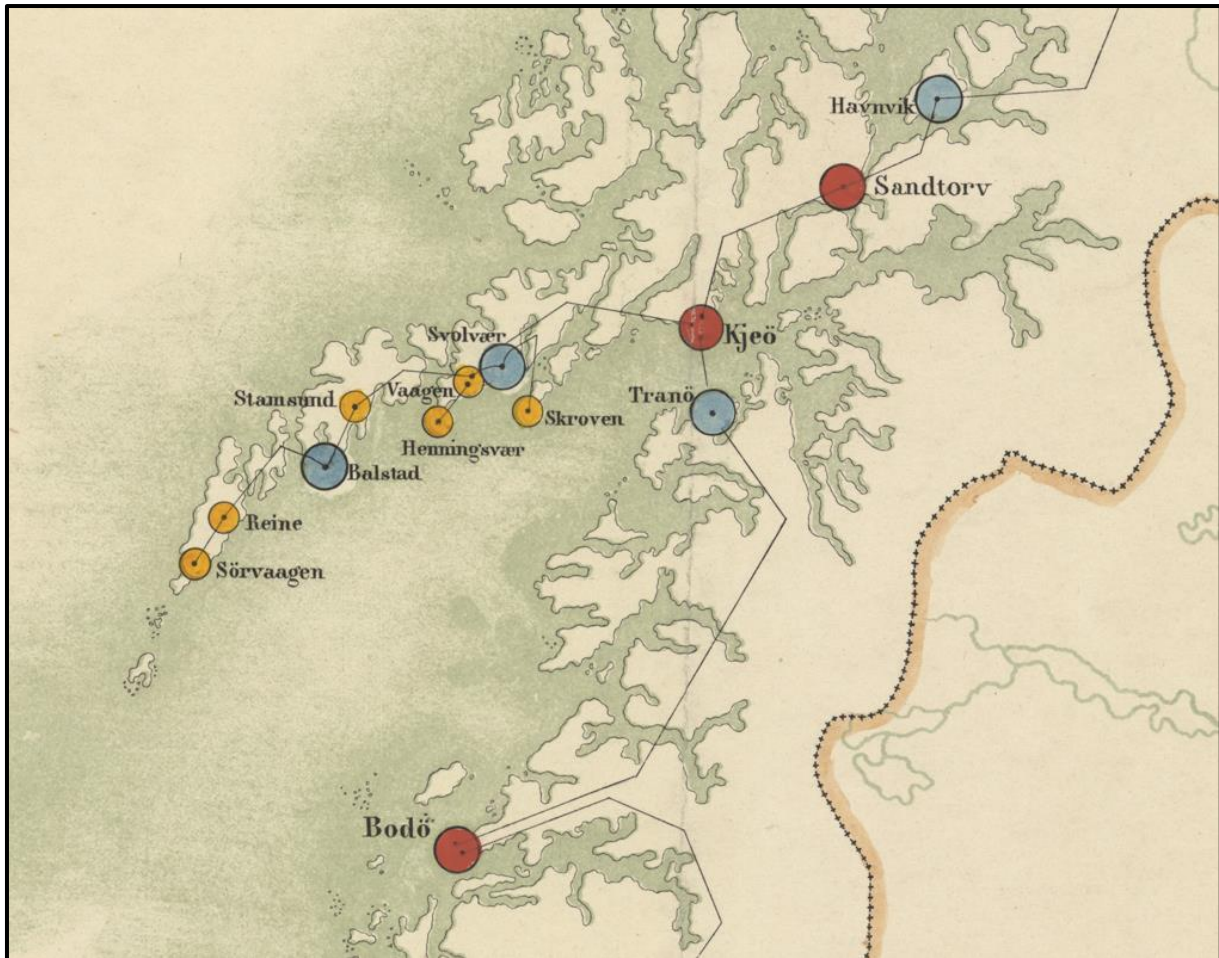 Havnvik
Sandtorv
Kjeö
Svolvær
Tranö
Vaagen
Stamsund
Skroven
Henningsvær
Balstad
Reine
Sörvaagen
Bodö